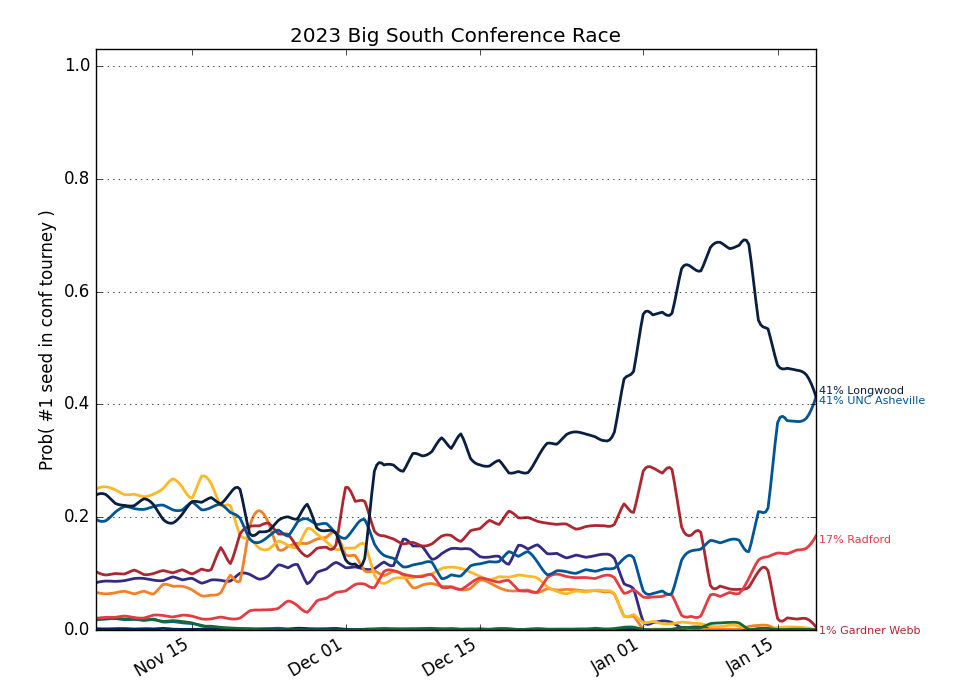 2023 Big South Conference Race
Prob( #1 seed in conf tourney )
1.0
0.8
0.6
0.4
0.2
0.0
Nov 15
Dec 01
Dec 15
Jan 01
Jan 15
41% Longwood
41% UNC Asheville
17% Radford
1% Gardner Webb